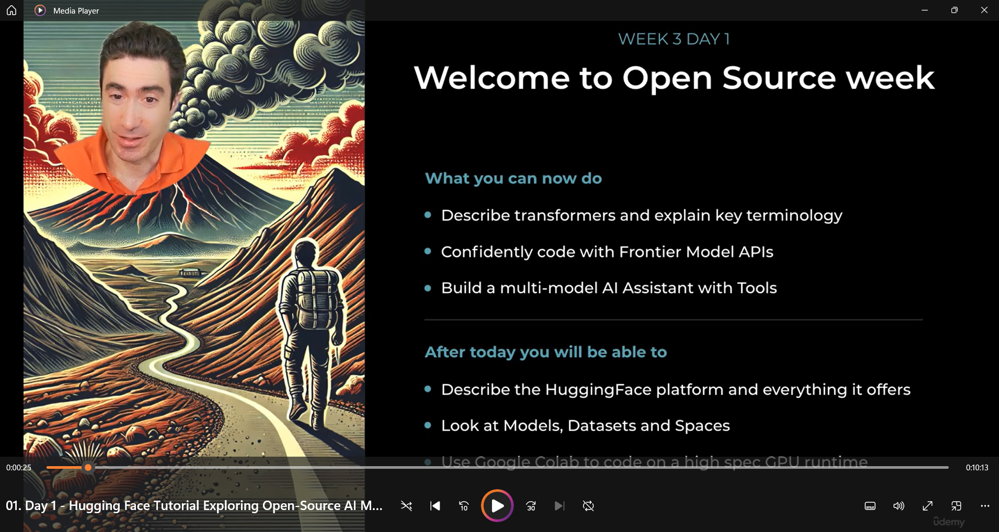 Media Player
WEEK 3 DAY 1
Welcome to Open Source week
What you can now do
Describe transformers and explain key terminology
Confidently code with Frontier Model APIs
Build a multi-model AI Assistant with Tools
After today you will be able to
Describe the HuggingFace platform and everything it offers
Look at Models, Datasets and Spaces
Use Google Colab to code on a high spec GPU runtime
0:00:25
0:10:13
01. Day 1 - Hugging Face Tutorial Exploring Open-Source AI M...
10
30
ûdemy